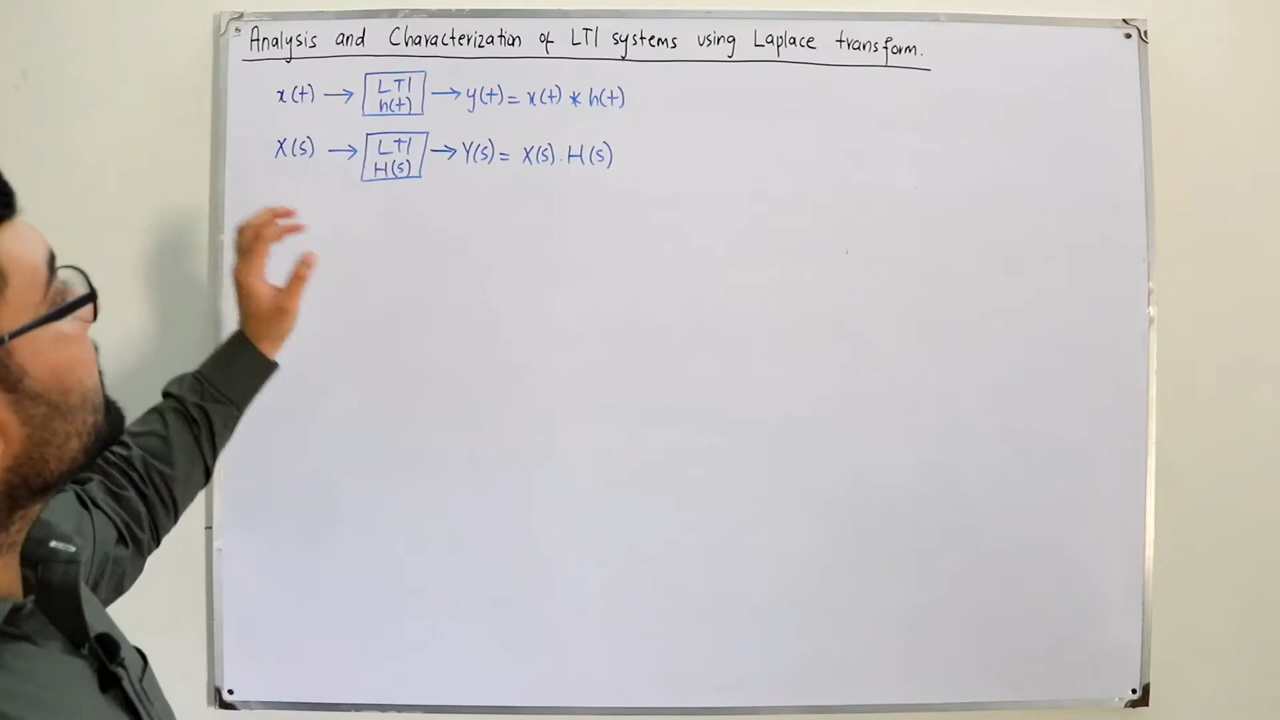 Analysis and Characterization of LTI systems using Laplace transform.
x(t) → LTI h(t) → y(t) = x(t) * h(t)
X(s) → LTI H(s) → Y(s) = X(s) . H(s)